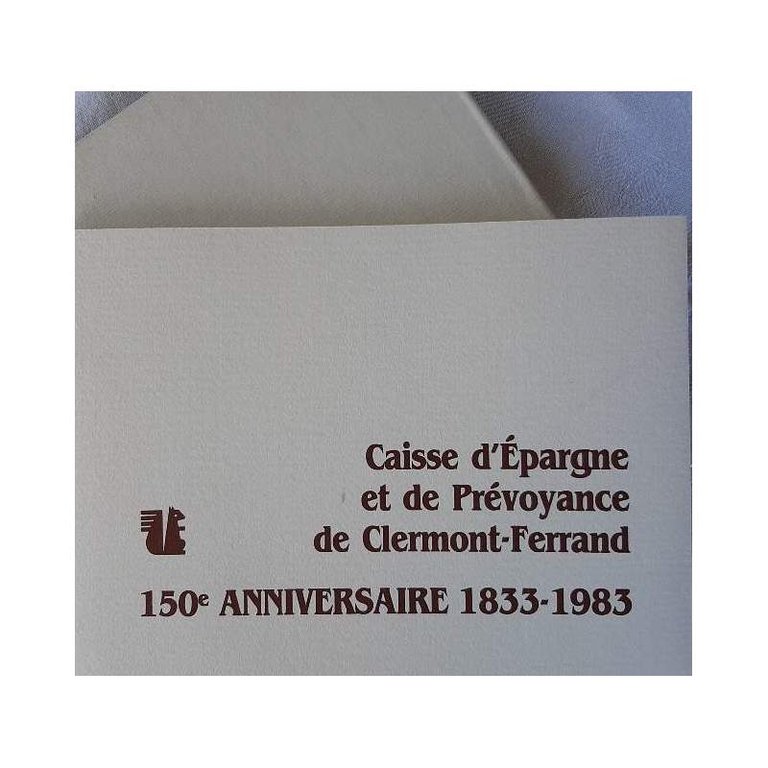 Caisse d'Épargne
et de Prévoyance
de Clermont-Ferrand
150e ANNIVERSAIRE 1833-1983